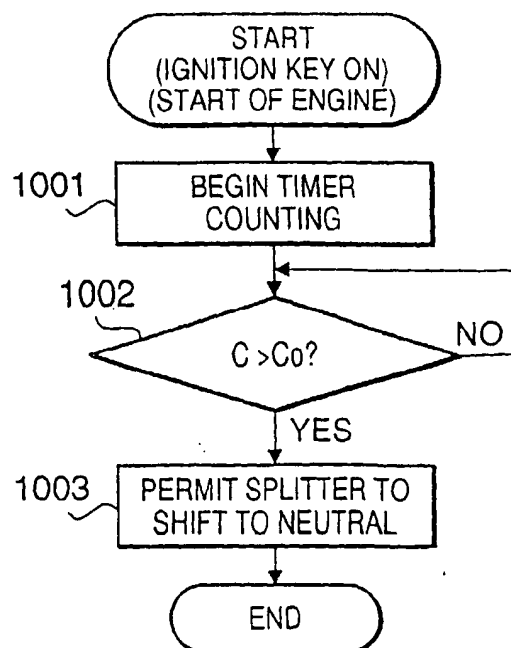 START
(IGNITION KEY ON)
(START OF ENGINE)
1001
BEGIN TIMER
COUNTING
1002
C >Co?
NO
YES
1003
PERMIT SPLITTER TO
SHIFT TO NEUTRAL
END